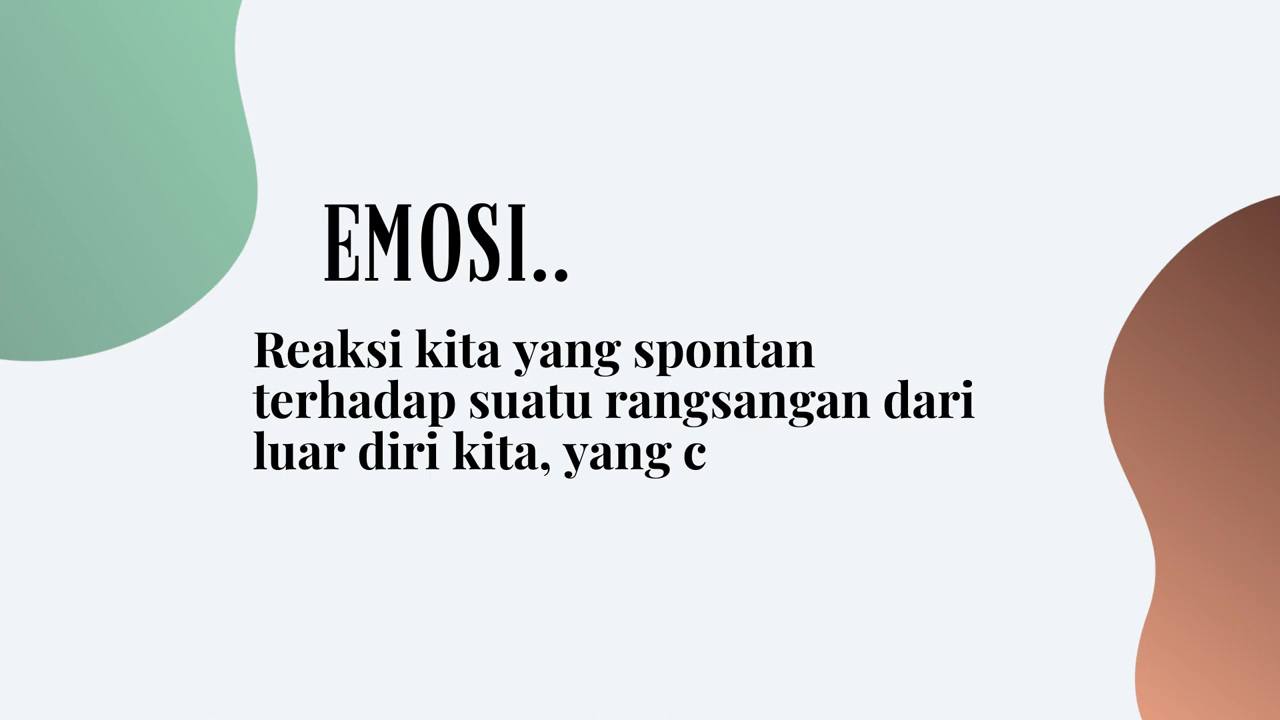 EMOSI..
Reaksi kita yang spontan
terhadap suatu rangsangan dari
luar diri kita, yang c